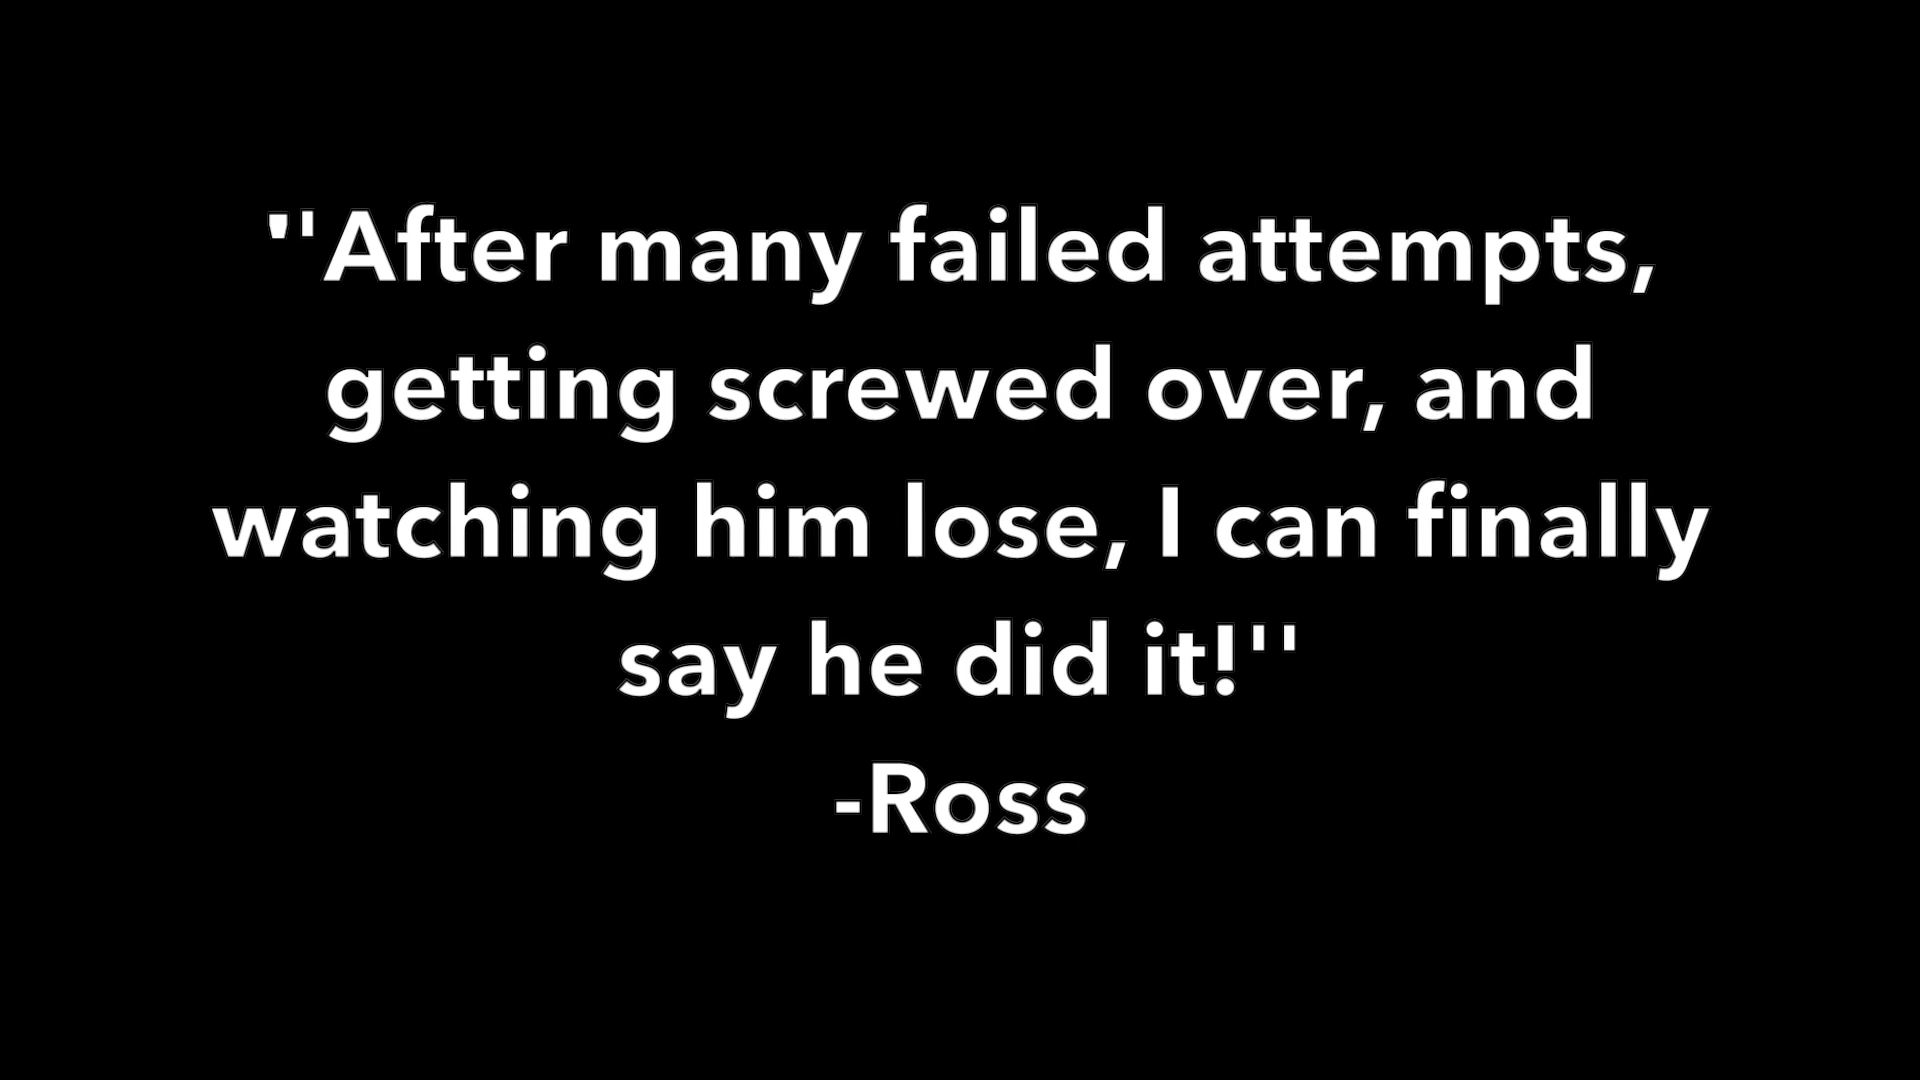 ''After many failed attempts,
getting screwed over, and
watching him lose, I can finally
say he did it!''
-Ross